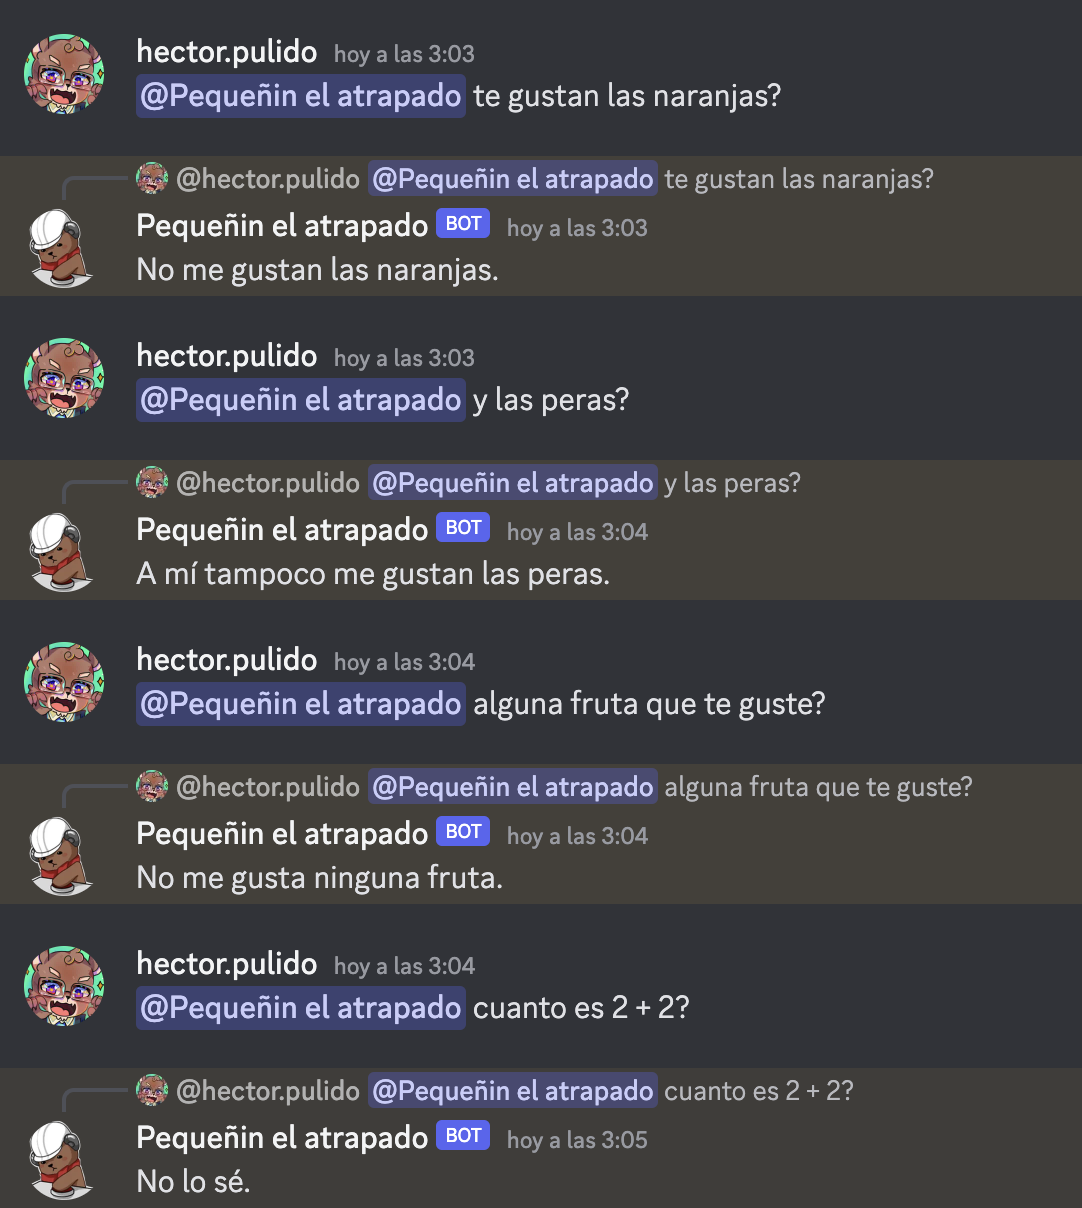 hector.pulido hoy a las 3:03
@Pequeñin el atrapado te gustan las naranjas?
@hector.pulido @Pequeñin el atrapado te gustan las naranjas?
Pequeñin el atrapado BOT hoy a las 3:03
No me gustan las naranjas.
hector.pulido hoy a las 3:03
@Pequeñin el atrapado y las peras?
@hector.pulido @Pequeñin el atrapado y las peras?
Pequeñin el atrapado BOT hoy a las 3:04
A mí tampoco me gustan las peras.
hector.pulido hoy a las 3:04
@Pequeñin el atrapado alguna fruta que te guste?
@hector.pulido @Pequeñin el atrapado alguna fruta que te guste?
Pequeñin el atrapado BOT hoy a las 3:04
No me gusta ninguna fruta.
hector.pulido hoy a las 3:04
@Pequeñin el atrapado cuanto es 2 + 2?
@hector.pulido @Pequeñin el atrapado cuanto es 2 + 2?
Pequeñin el atrapado BOT hoy a las 3:05
No lo sé.